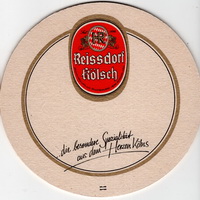 Reissdorf
Kölsch
die besondere Spezialität
aus dem Herzen Kölns